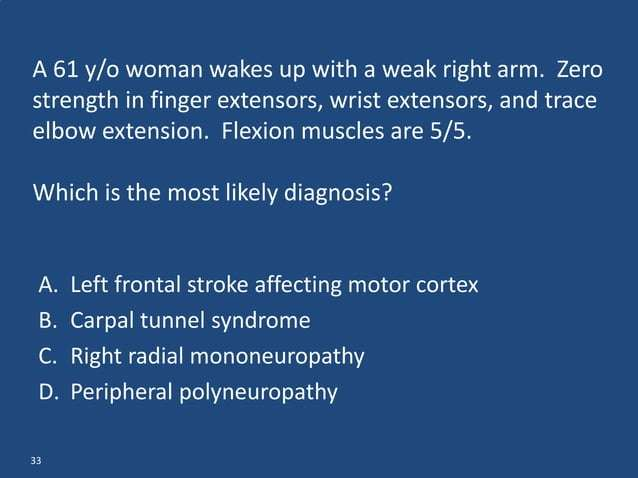 A 61 y/o woman wakes up with a weak right arm.  Zero
strength in finger extensors, wrist extensors, and trace
elbow extension.  Flexion muscles are 5/5.
Which is the most likely diagnosis?
A. Left frontal stroke affecting motor cortex
B. Carpal tunnel syndrome
C. Right radial mononeuropathy
D. Peripheral polyneuropathy
33